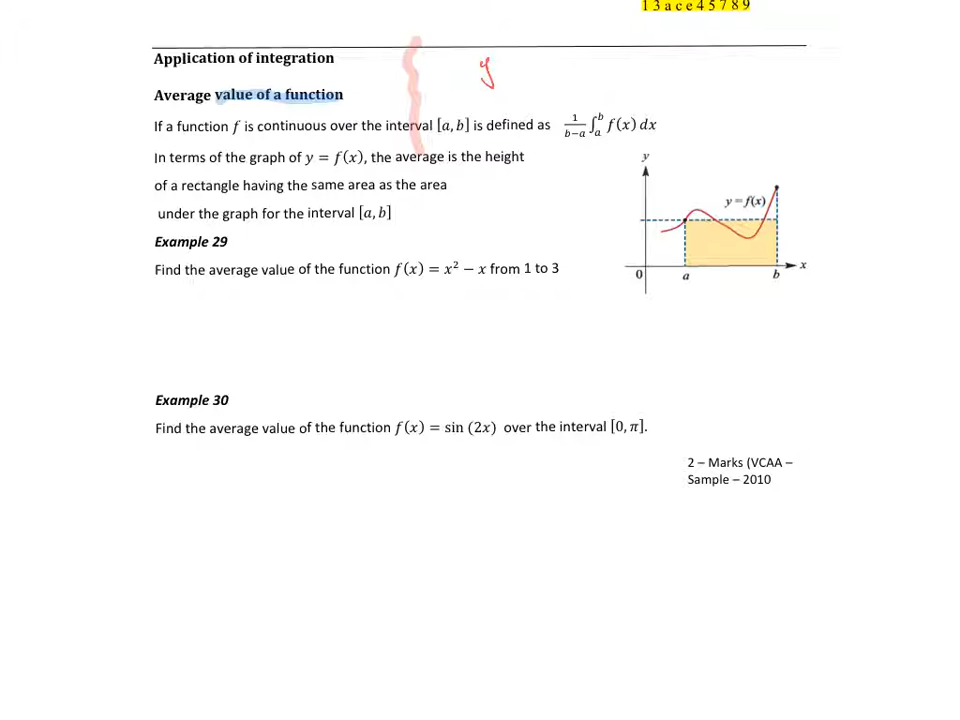 1 3 a c e 4 5 7 8 9
Application of integration
y
Average value of a function
If a function f is continuous over the interval [a, b] is defined as 1/(b−a) ∫ₐᵇ f(x) dx
In terms of the graph of y = f(x), the average is the height
of a rectangle having the same area as the area
under the graph for the interval [a, b]
y
y = f(x)
0 a b x
Example 29
Find the average value of the function f(x) = x² − x from 1 to 3
Example 30
Find the average value of the function f(x) = sin (2x) over the interval [0, π].
2 – Marks (VCAA –
Sample – 2010